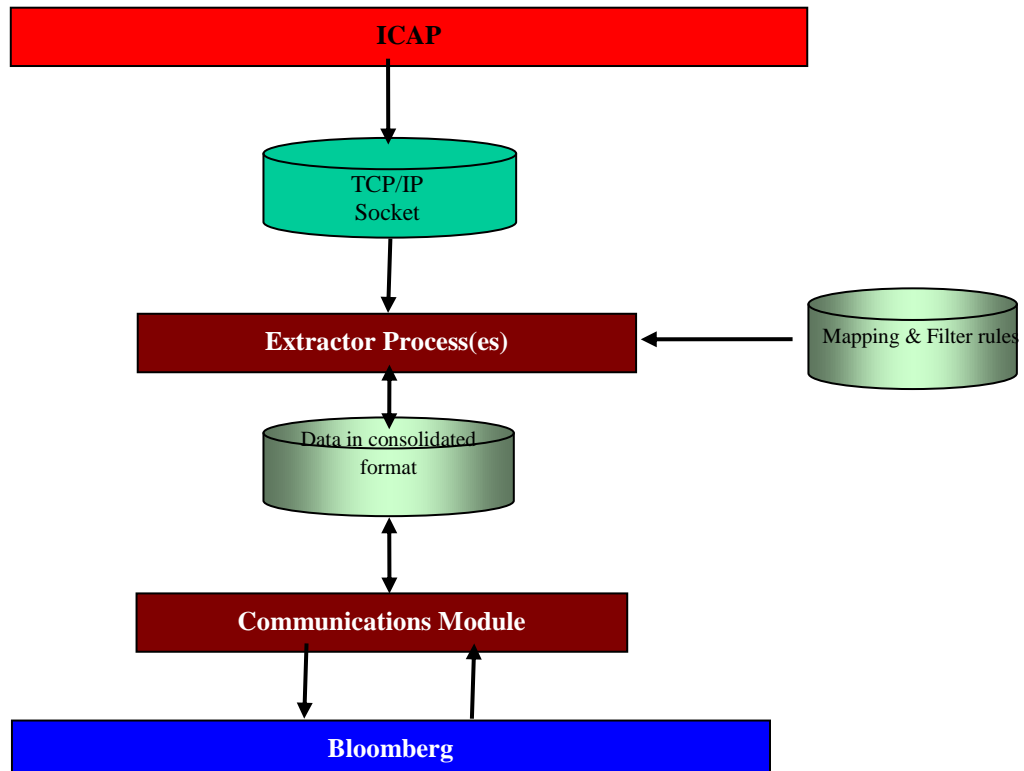 ICAP
TCP/IP
Socket
Extractor Process(es)
Mapping & Filter rules
Data in consolidated
format
Communications Module
Bloomberg